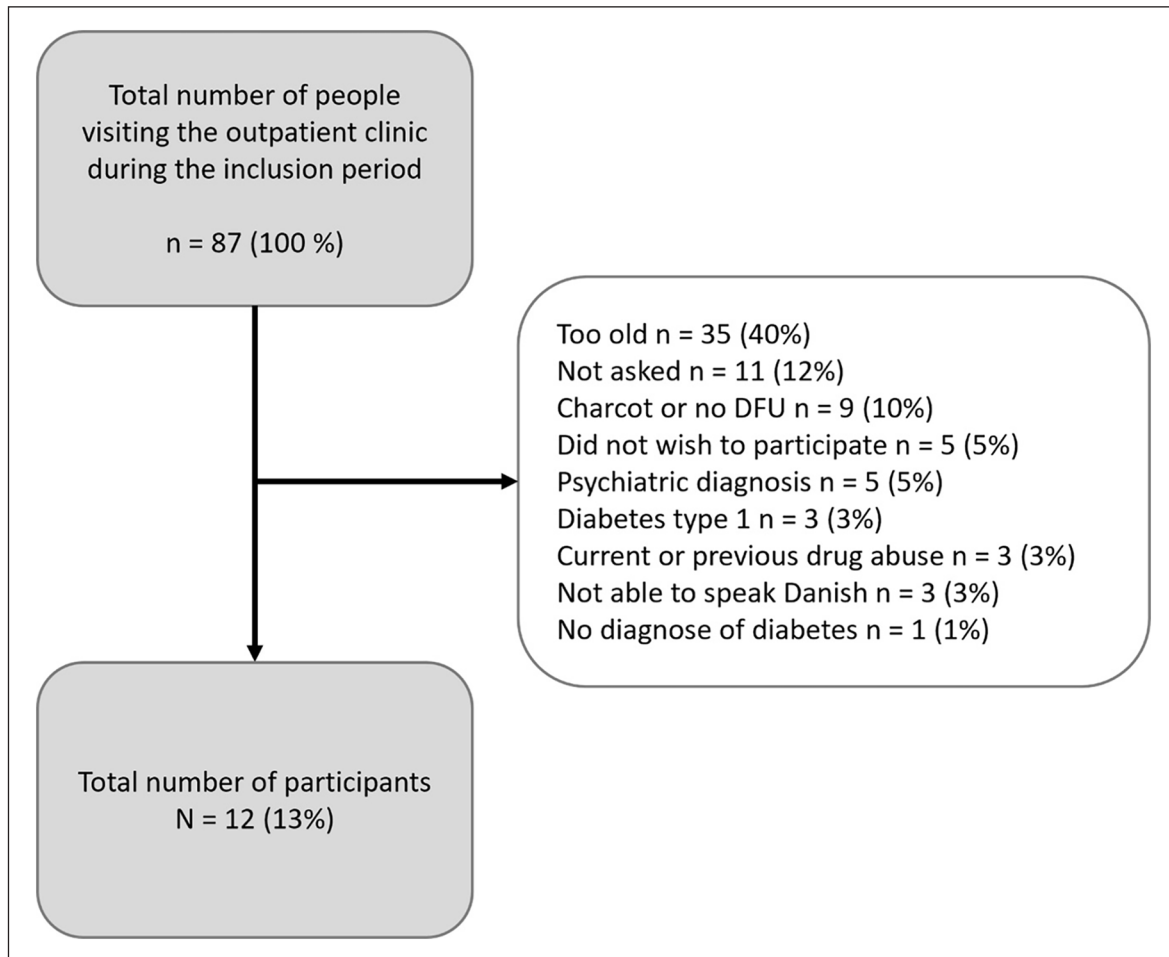 Total number of people
visiting the outpatient clinic
during the inclusion period
n = 87 (100 %)
Too old n = 35 (40%)
Not asked n = 11 (12%)
Charcot or no DFU n = 9 (10%)
Did not wish to participate n = 5 (5%)
Psychiatric diagnosis n = 5 (5%)
Diabetes type 1 n = 3 (3%)
Current or previous drug abuse n = 3 (3%)
Not able to speak Danish n = 3 (3%)
No diagnose of diabetes n = 1 (1%)
Total number of participants
N = 12 (13%)